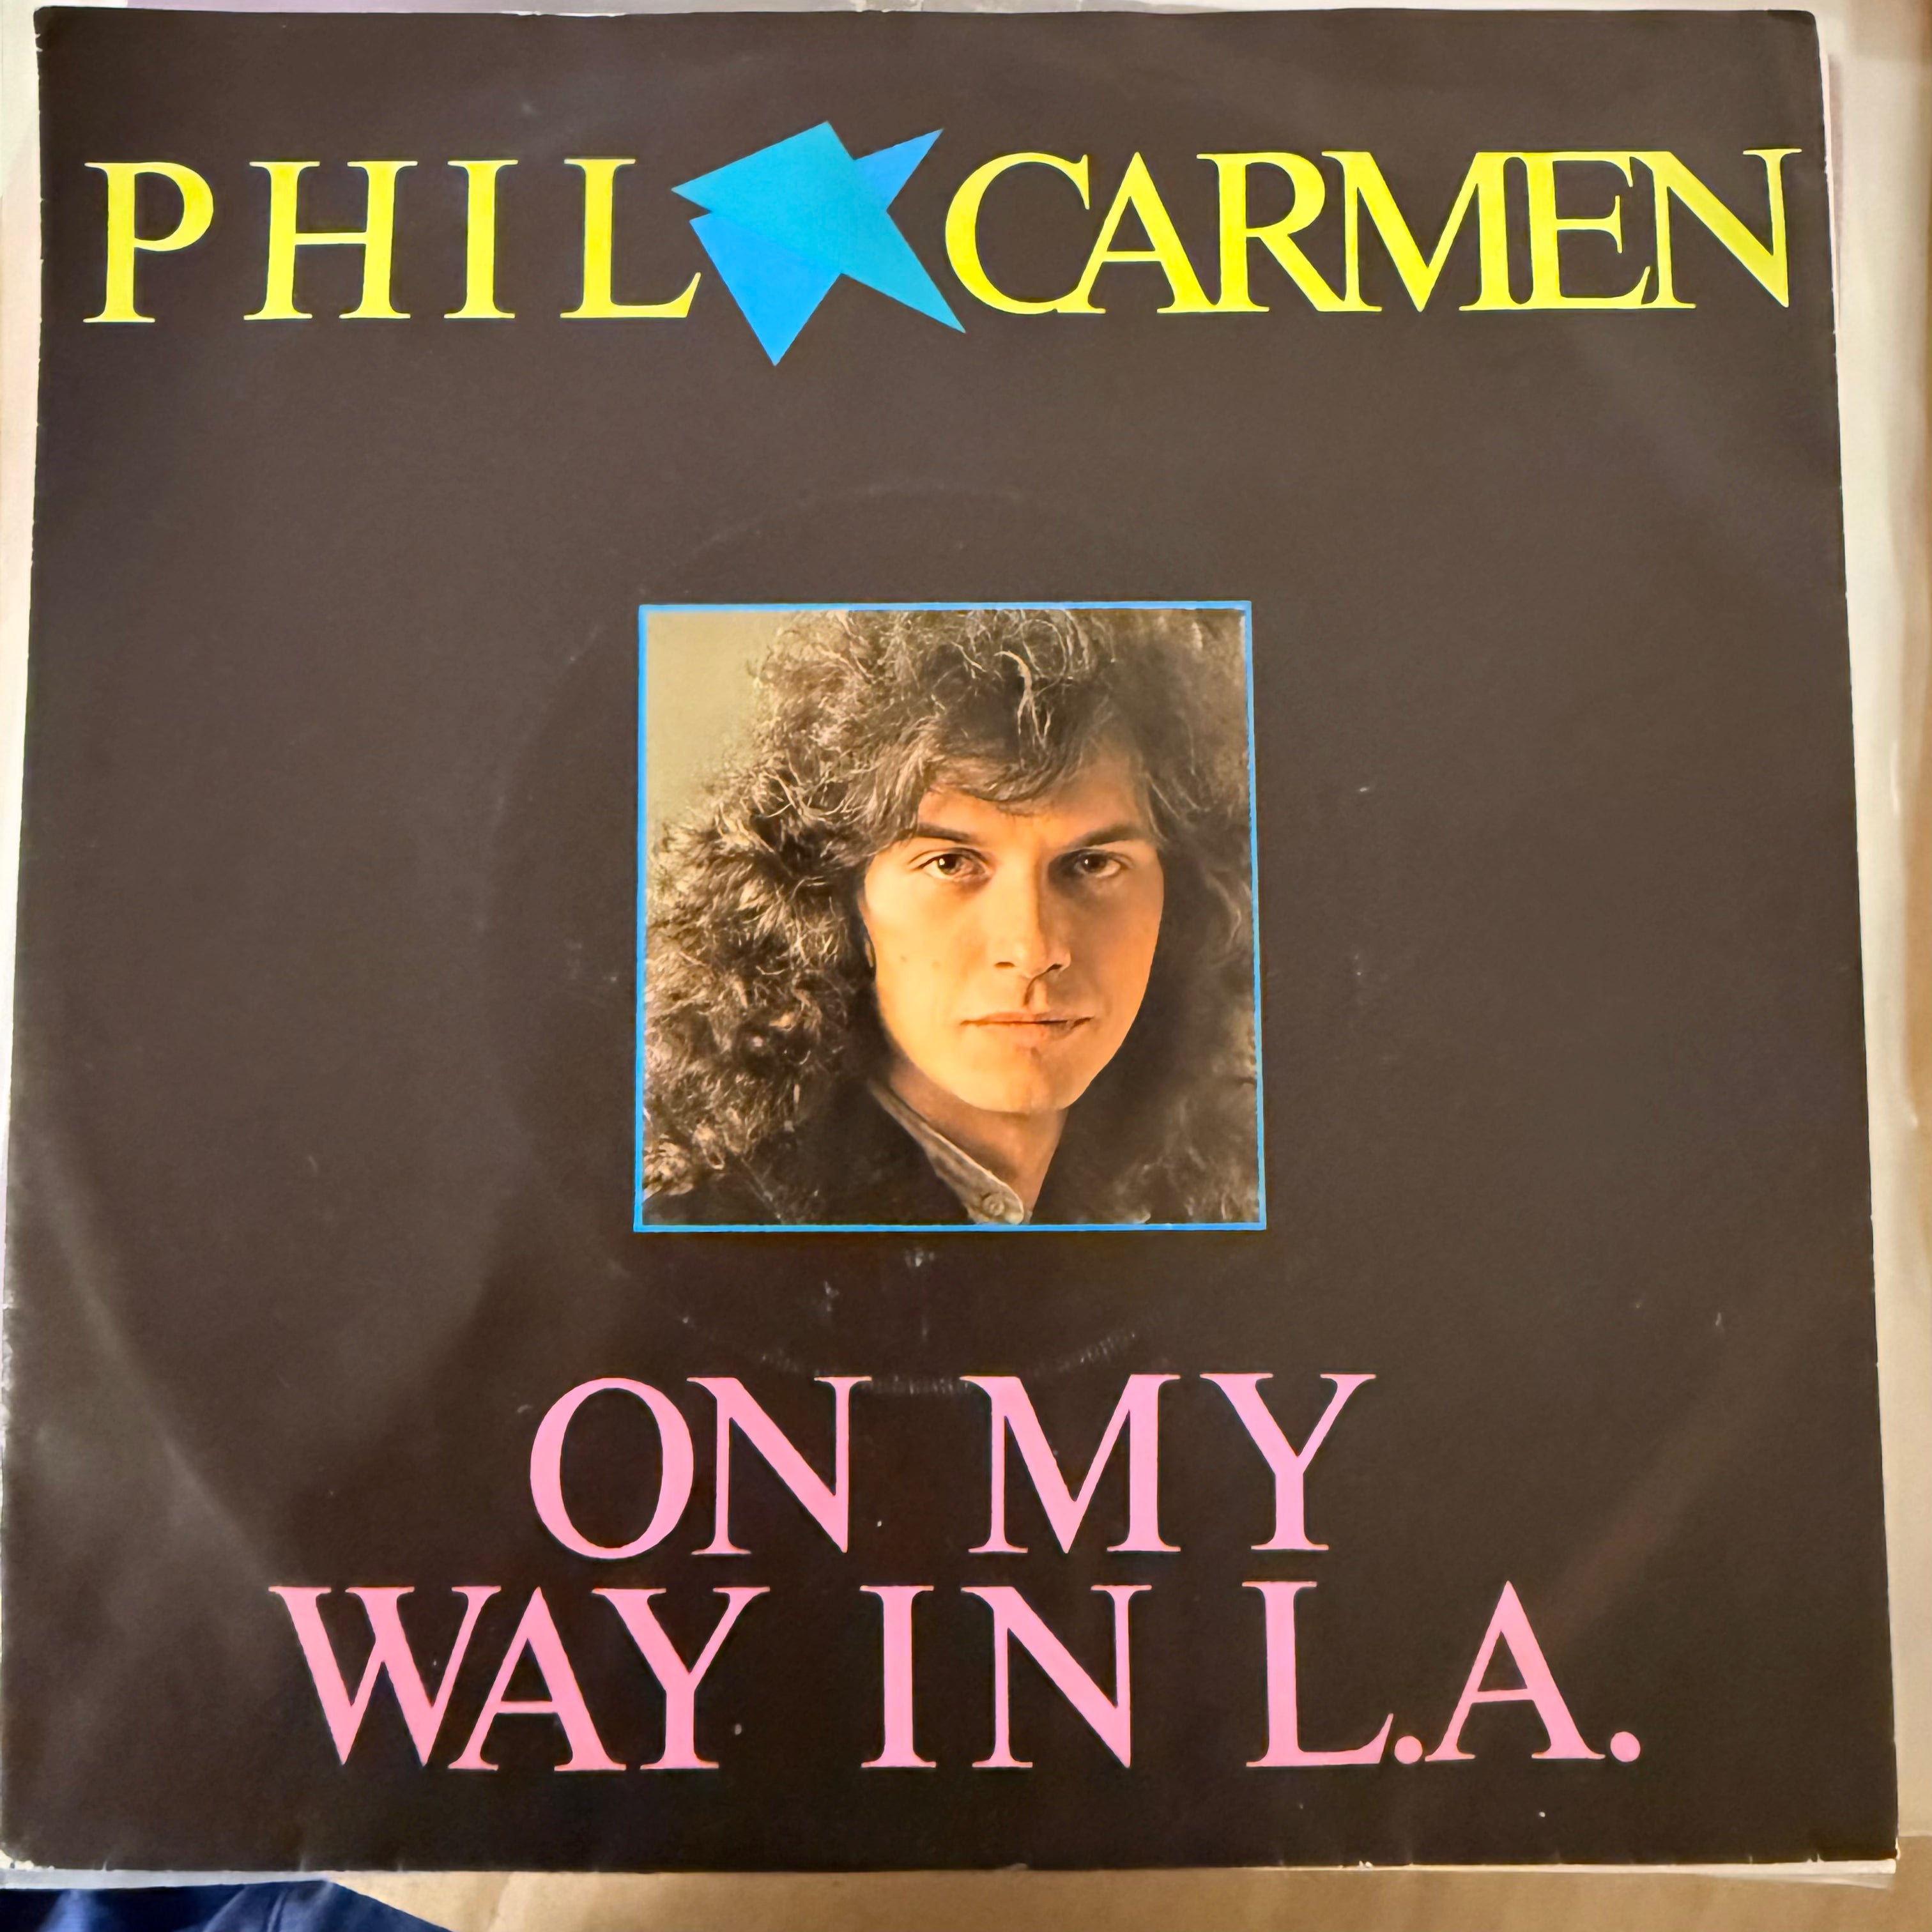 PHIL CARMEN
ON MY
WAY IN L.A.